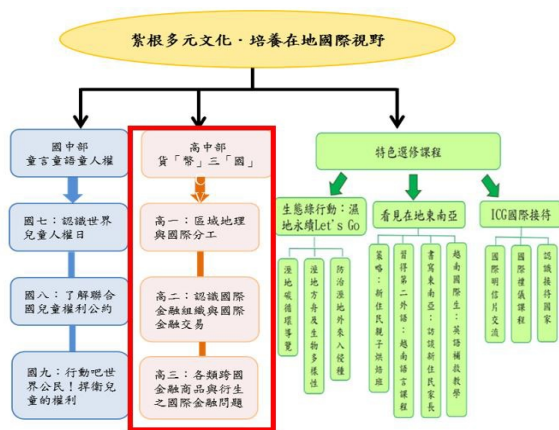 紮根多元文化‧培養在地國際視野
國中部
童言童語童人權
國七：認識世界
兒童人權日
國八：了解聯合
國兒童權利公約
國九：行動吧世
界公民！捍衛兒
童的權利
高中部
貨「幣」三「國」
高一：區域地理
與國際分工
高二：認識國際
金融組織與國際
金融交易
高三：各類跨國
金融商品與衍生
之國際金融問題
特色選修課程
生態綠行動：濕
地永續Let's Go
濕地碳循環導覽
濕地方舟及生物多樣性
防治濕地外來入侵種
看見在地東南亞
策略：新住民親子烘焙班
習得第二外語：越南語言課程
書寫東南亞：訪談新住民家長
越南國際生：英語補救教學
ICG國際接待
國際明信片交流
國際禮儀課程
認識接待國家